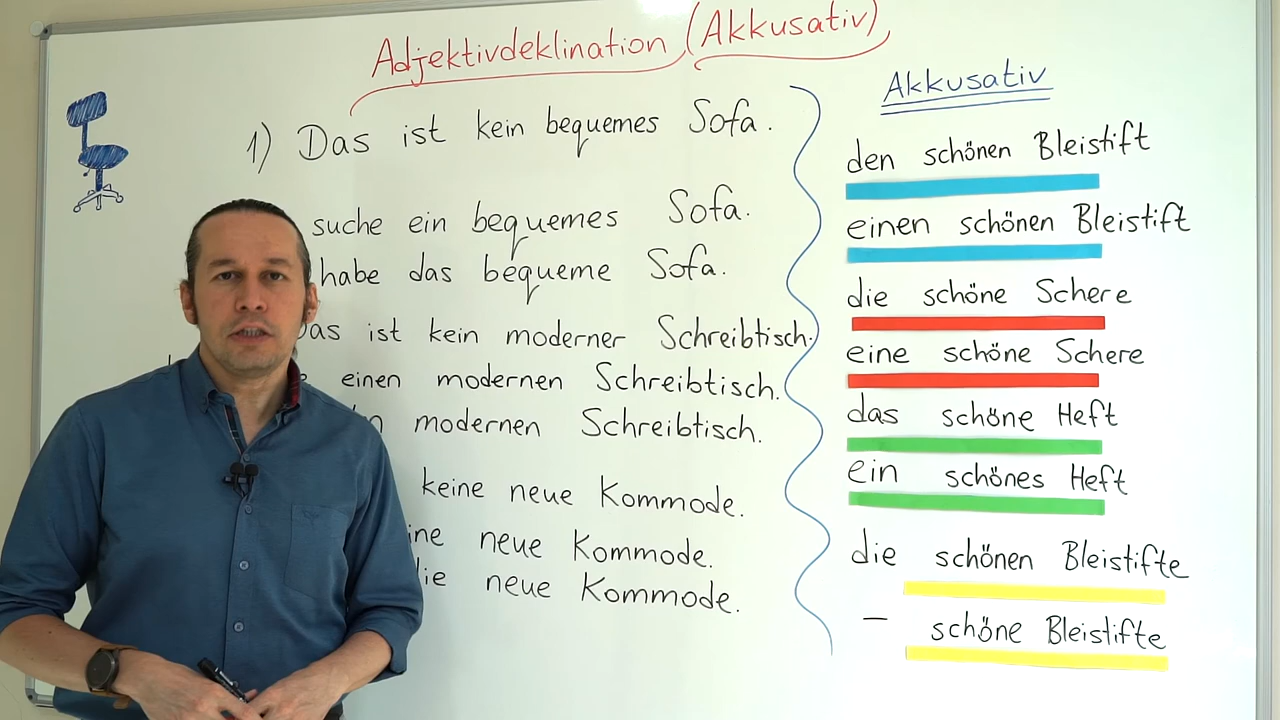 Adjektivdeklination (Akkusativ)
1) Das ist kein bequemes Sofa.
suche ein bequemes Sofa.
habe das bequeme Sofa.
Das ist kein moderner Schreibtisch.
einen modernen Schreibtisch.
modernen Schreibtisch.
keine neue Kommode.
neue Kommode.
neue Kommode.
Akkusativ
den schönen Bleistift
einen schönen Bleistift
die schöne Schere
eine schöne Schere
das schöne Heft
ein schönes Heft
die schönen Bleistifte
– schöne Bleistifte